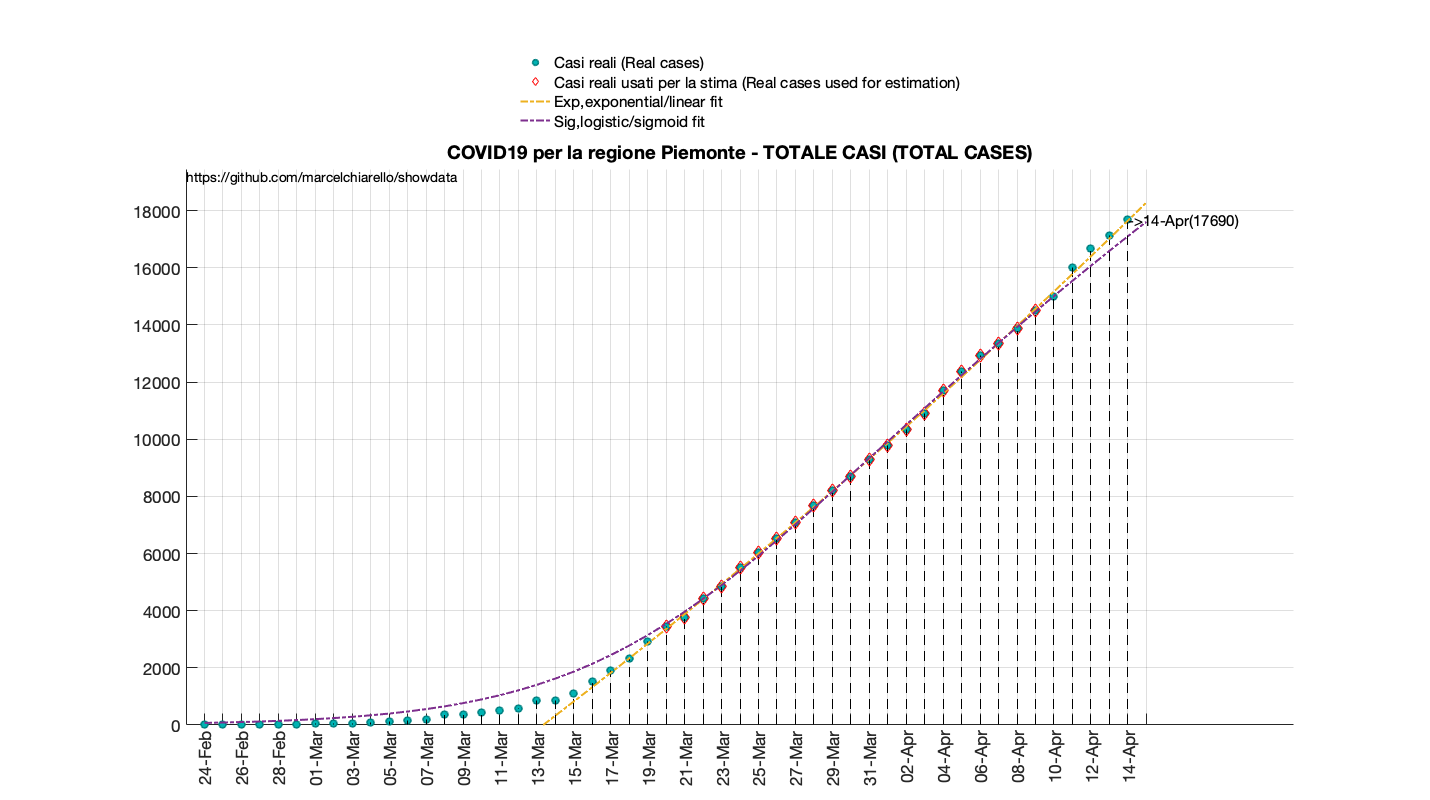 Casi reali (Real cases)
Casi reali usati per la stima (Real cases used for estimation)
Exp,exponential/linear fit
Sig,logistic/sigmoid fit
COVID19 per la regione Piemonte - TOTALE CASI (TOTAL CASES)
https://github.com/marcelchiarello/showdata
18000
->14-Apr(17690)
16000
14000
12000
10000
8000
6000
4000
2000
0
24-Feb
26-Feb
28-Feb
01-Mar
03-Mar
05-Mar
07-Mar
09-Mar
11-Mar
13-Mar
15-Mar
17-Mar
19-Mar
21-Mar
23-Mar
25-Mar
27-Mar
29-Mar
31-Mar
02-Apr
04-Apr
06-Apr
08-Apr
10-Apr
12-Apr
14-Apr